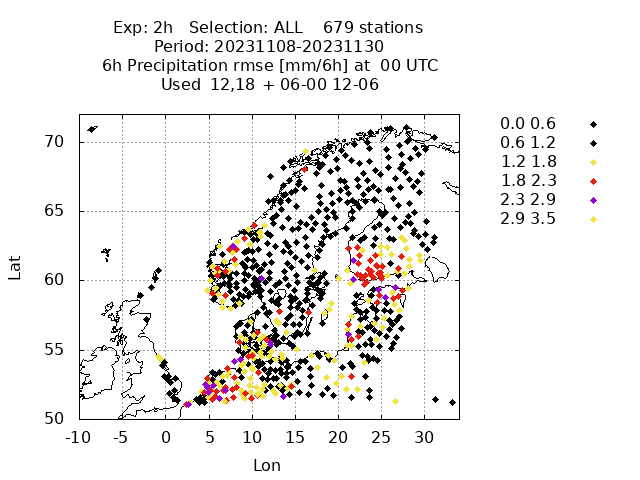 Exp: 2h   Selection: ALL    679 stations
Period: 20231108-20231130
6h Precipitation rmse [mm/6h] at  00 UTC
Used  12,18 + 06-00 12-06
0.0 0.6
0.6 1.2
1.2 1.8
1.8 2.3
2.3 2.9
2.9 3.5
70
65
60
55
50
Lat
-10 -5 0 5 10 15 20 25 30
Lon